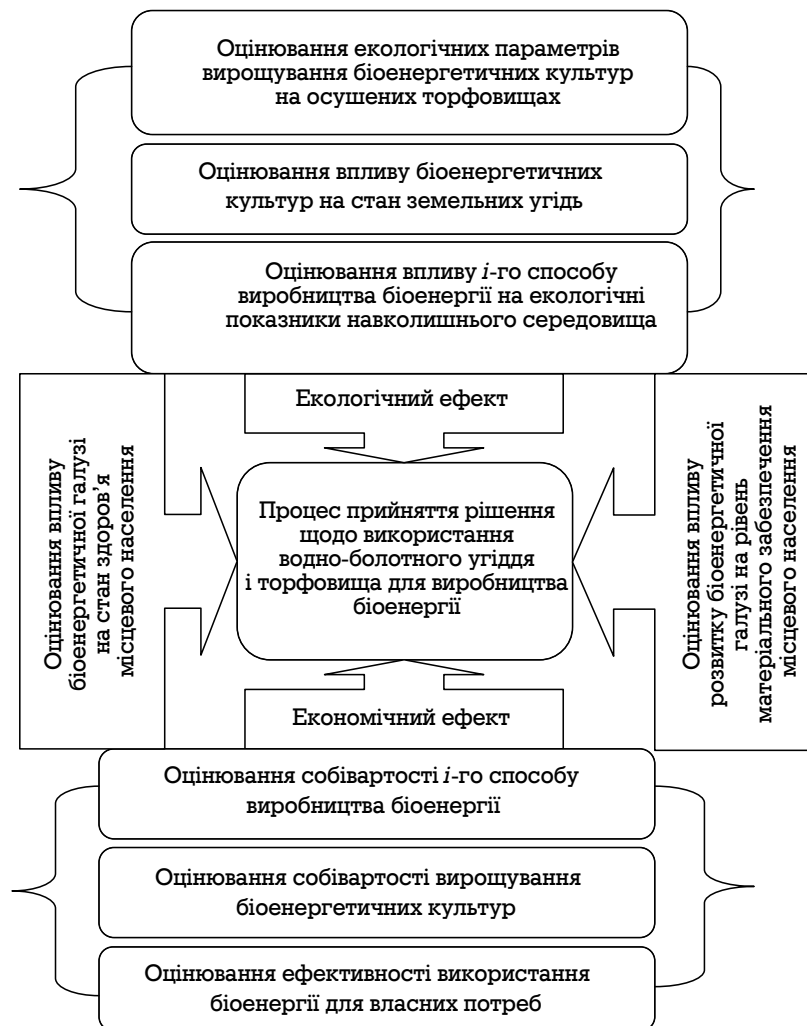 Оцінювання екологічних параметрів
вирощування біоенергетичних культур
на осушених торфовищах
Оцінювання впливу біоенергетичних
культур на стан земельних угідь
Оцінювання впливу і-го способу
виробництва біоенергії на екологічні
показники навколишнього середовища
Екологічний ефект
Оцінювання впливу
біоенергетичної галузі
на стан здоров’я
місцевого населення
Процес прийняття рішення
щодо використання
водно-болотного угіддя
і торфовища для виробництва
біоенергії
Оцінювання впливу
розвитку біоенергетичної
галузі на рівень
матеріального забезпечення
місцевого населення
Економічний ефект
Оцінювання собівартості і-го способу
виробництва біоенергії
Оцінювання собівартості вирощування
біоенергетичних культур
Оцінювання ефективності використання
біоенергії для власних потреб